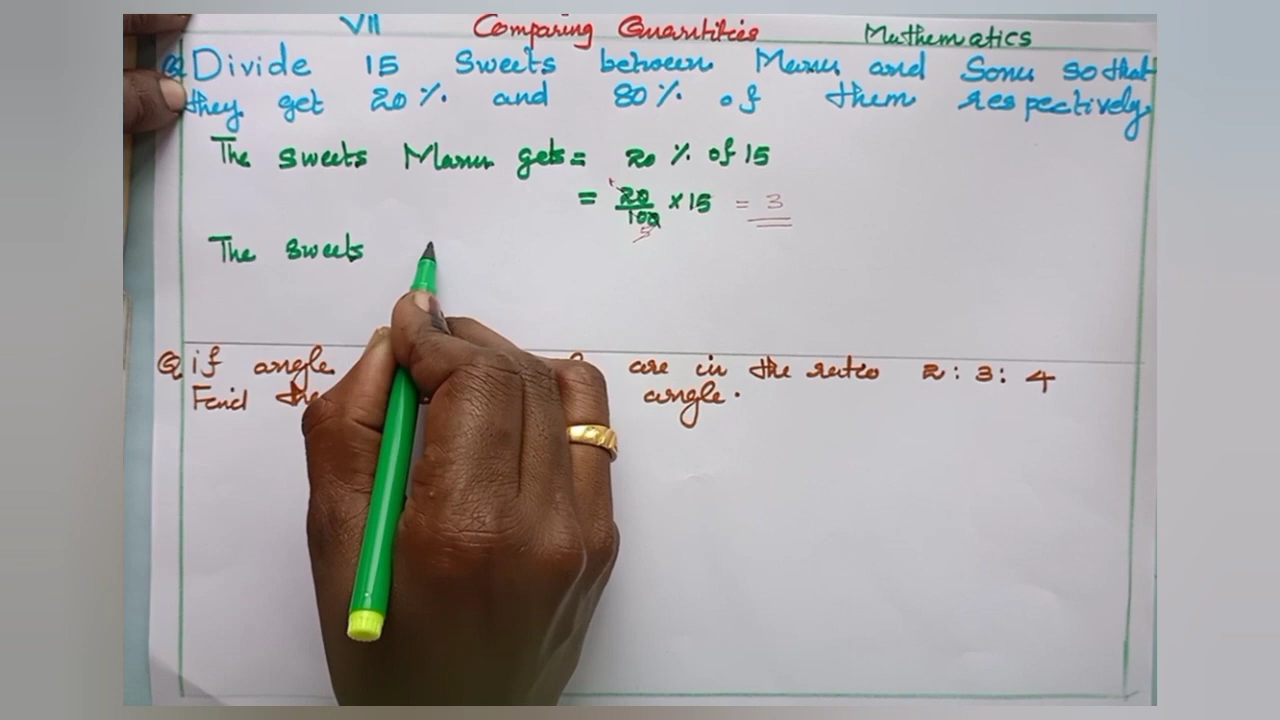 VII Comparing Quantities Mathematics
Q Divide 15 Sweets between Manu and Sonu so that
they get 20 % and 80 % of them respectively.
The sweets Manu gets = 20 % of 15
= 20/100 × 15 = 3
5
The sweets
Q if angle are in the ratio 2 : 3 : 4
Find the angle.